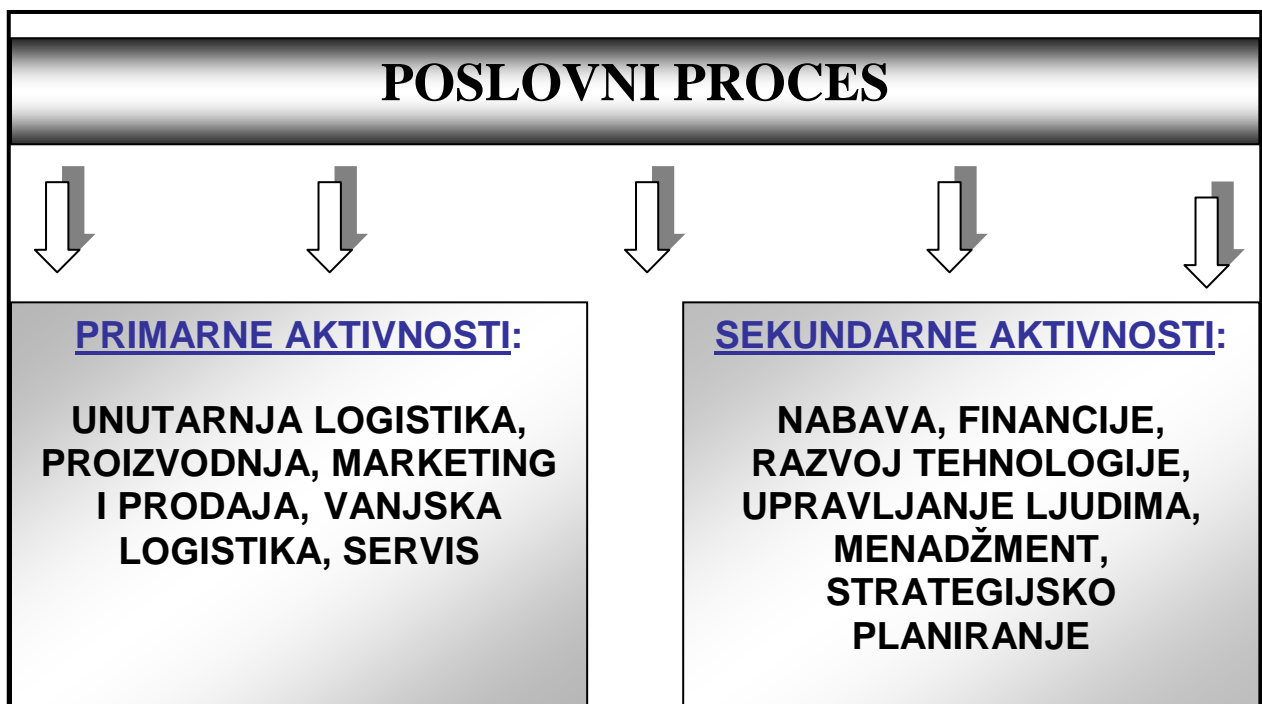 POSLOVNI PROCES
PRIMARNE AKTIVNOSTI:
UNUTARNJA LOGISTIKA,
PROIZVODNJA, MARKETING
I PRODAJA, VANJSKA
LOGISTIKA, SERVIS
SEKUNDARNE AKTIVNOSTI:
NABAVA, FINANCIJE,
RAZVOJ TEHNOLOGIJE,
UPRAVLJANJE LJUDIMA,
MENADŽMENT,
STRATEGIJSKO
PLANIRANJE